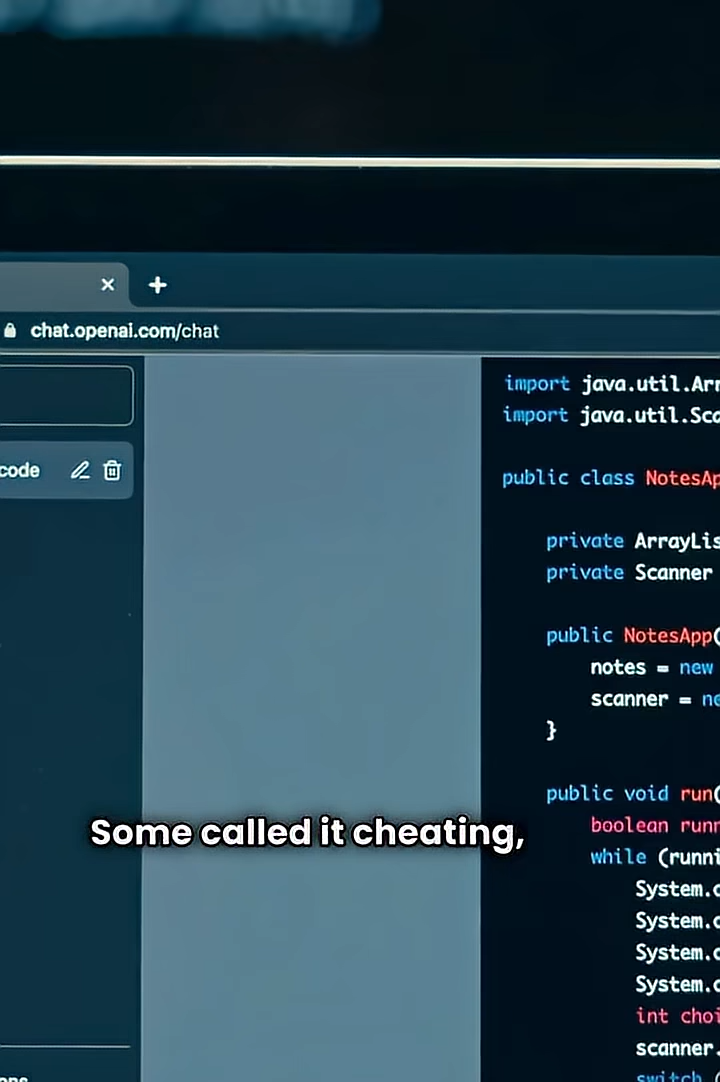 chat.openai.com/chat
code
import java.util.Arr
import java.util.Sca
public class NotesAp
private ArrayLis
private Scanner
public NotesApp(
notes = new
scanner = ne
}
public void run(
boolean runn
while (runni
System.o
System.o
System.o
System.o
int choi
scanner.
switch (
Some called it cheating,